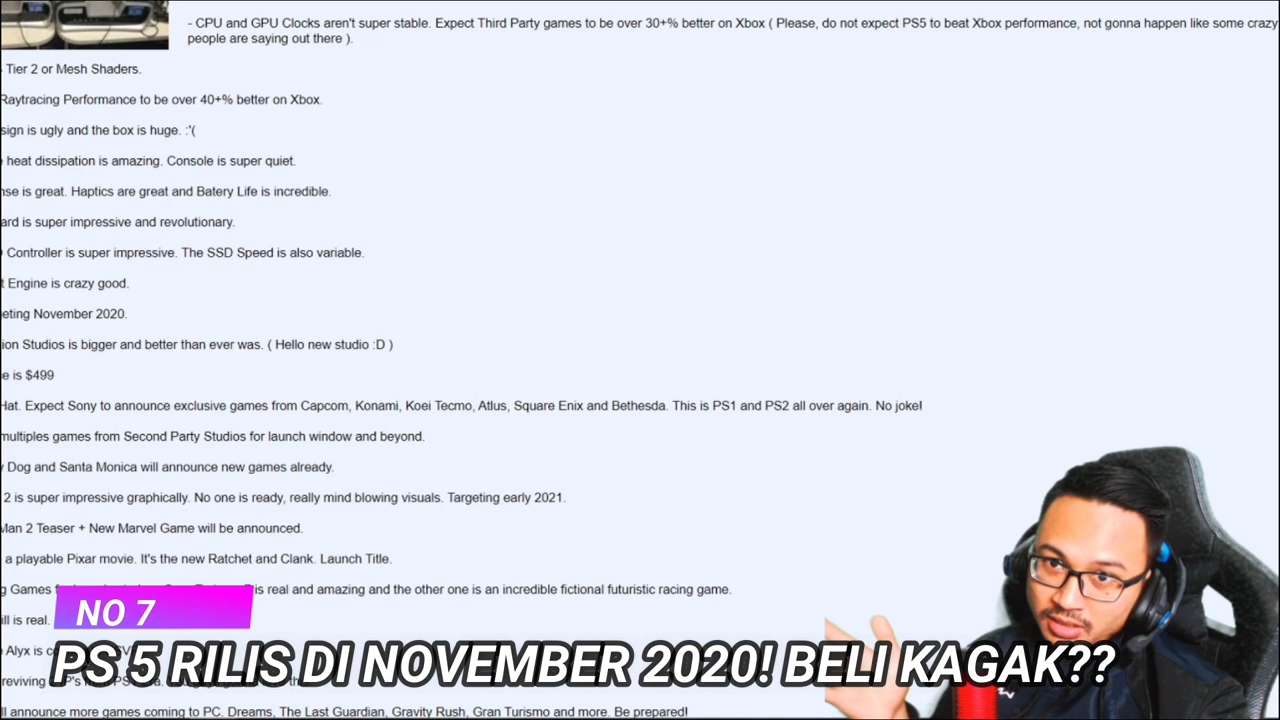 - CPU and GPU Clocks aren't super stable. Expect Third Party games to be over 30+% better on Xbox ( Please, do not expect PS5 to beat Xbox performance, not gonna happen like some crazy
people are saying out there ).
Tier 2 or Mesh Shaders.
Raytracing Performance to be over 40+% better on Xbox.
sign is ugly and the box is huge. :'(
heat dissipation is amazing. Console is super quiet.
nse is great. Haptics are great and Batery Life is incredible.
ard is super impressive and revolutionary.
Controller is super impressive. The SSD Speed is also variable.
t Engine is crazy good.
eting November 2020.
ion Studios is bigger and better than ever was. ( Hello new studio :D )
e is $499
Hat. Expect Sony to announce exclusive games from Capcom, Konami, Koei Tecmo, Atlus, Square Enix and Bethesda. This is PS1 and PS2 all over again. No joke!
multiples games from Second Party Studios for launch window and beyond.
y Dog and Santa Monica will announce new games already.
2 is super impressive graphically. No one is ready, really mind blowing visuals. Targeting early 2021.
Man 2 Teaser + New Marvel Game will be announced.
a playable Pixar movie. It's the new Ratchet and Clank. Launch Title.
g Games is real and amazing and the other one is an incredible fictional futuristic racing game.
NO 7
ill is real.
Alyx is
PS 5 RILIS DI NOVEMBER 2020! BELI KAGAK??
reviving
ll announce more games coming to PC. Dreams, The Last Guardian, Gravity Rush, Gran Turismo and more. Be prepared!